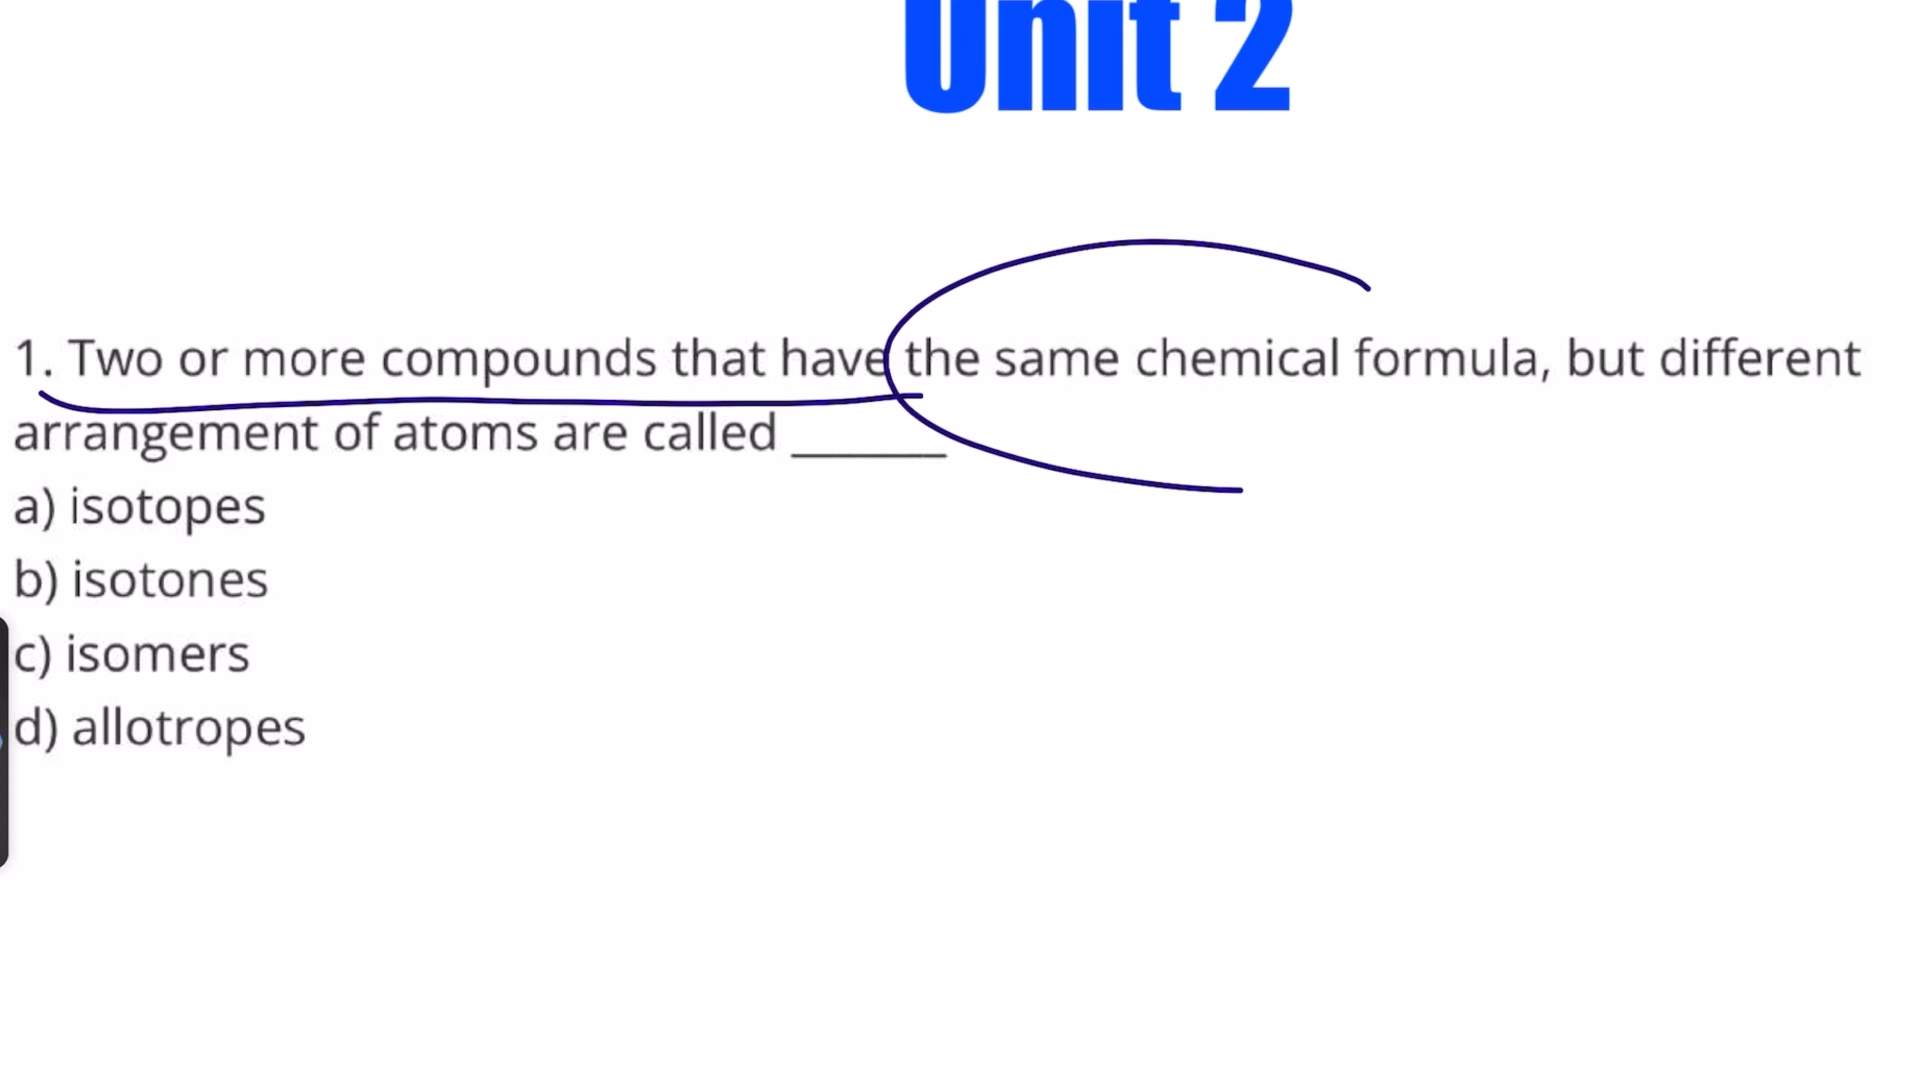 Unit 2
1. Two or more compounds that have the same chemical formula, but different
arrangement of atoms are called ______
a) isotopes
b) isotones
c) isomers
d) allotropes